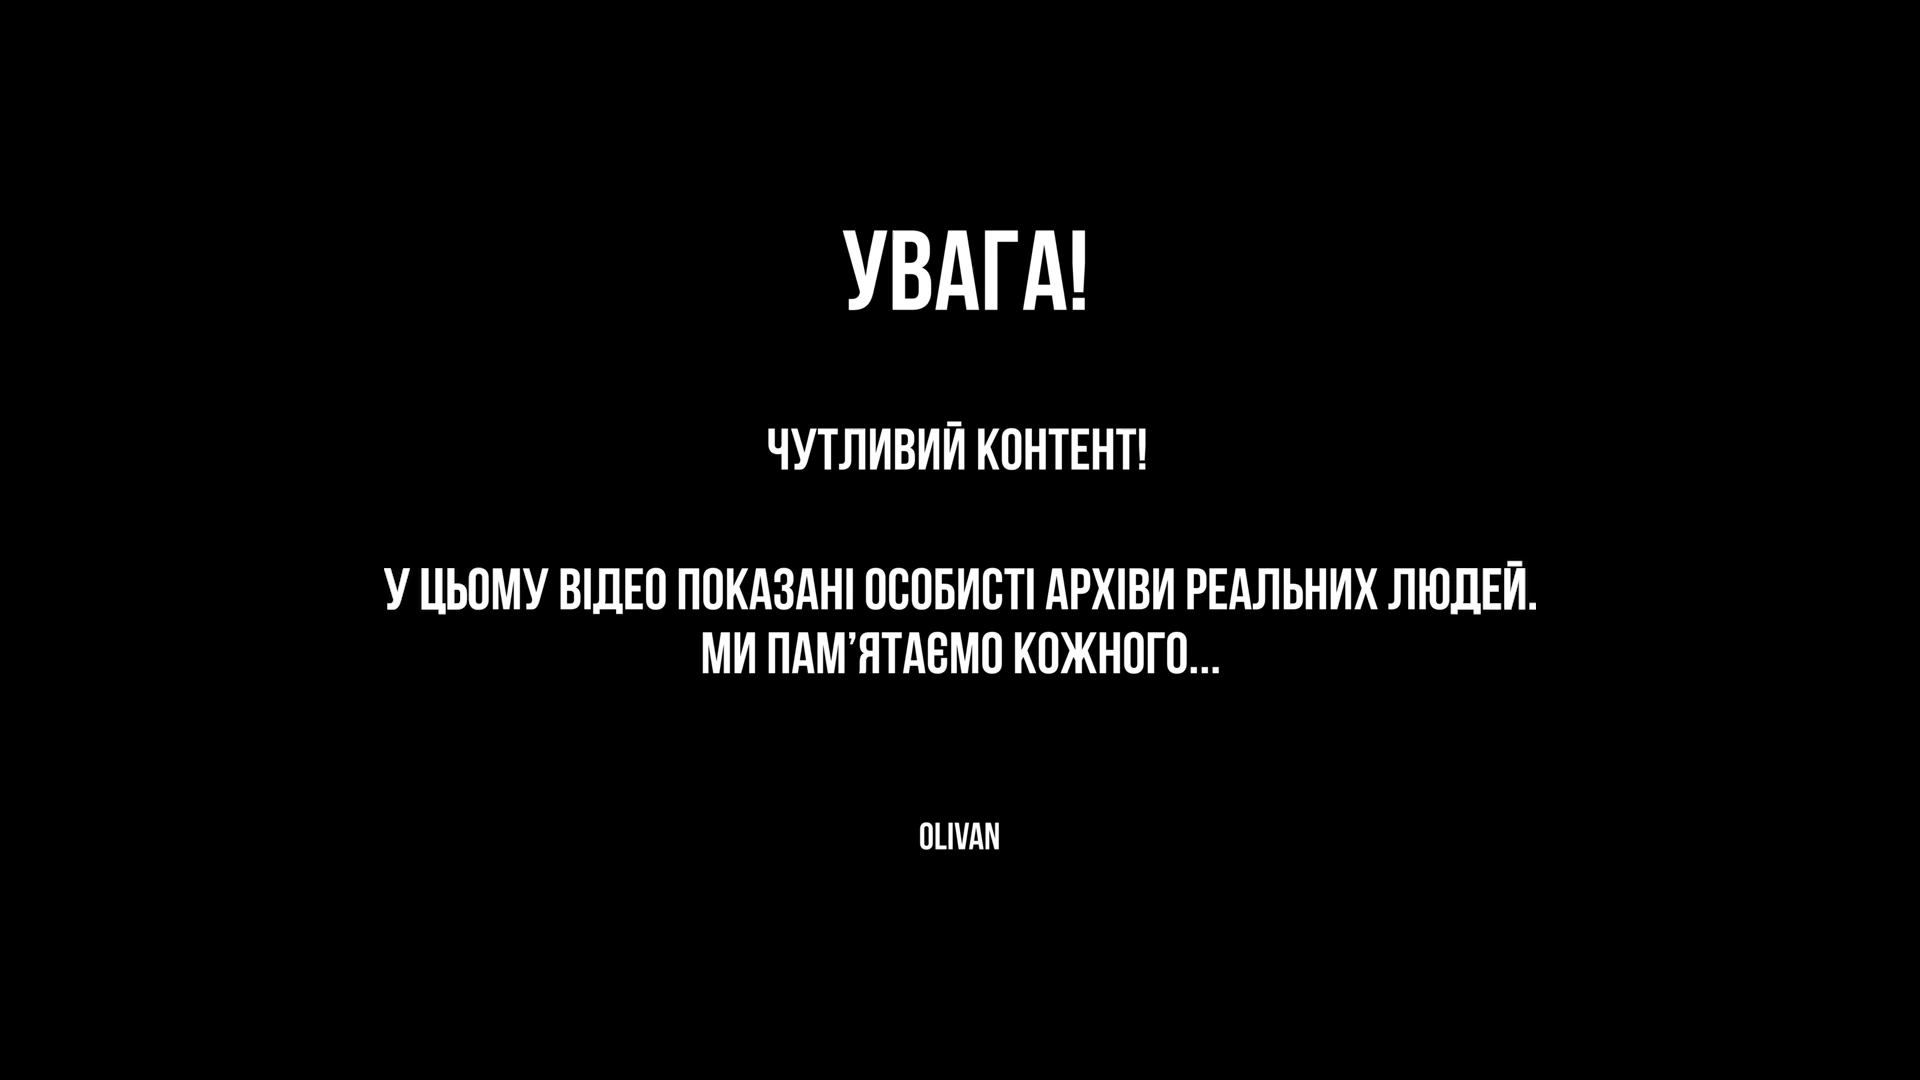 УВАГА!
ЧУТЛИВИЙ КОНТЕНТ!
У ЦЬОМУ ВІДЕО ПОКАЗАНІ ОСОБИСТІ АРХІВИ РЕАЛЬНИХ ЛЮДЕЙ.
МИ ПАМ’ЯТАЄМО КОЖНОГО...
OLIVAN